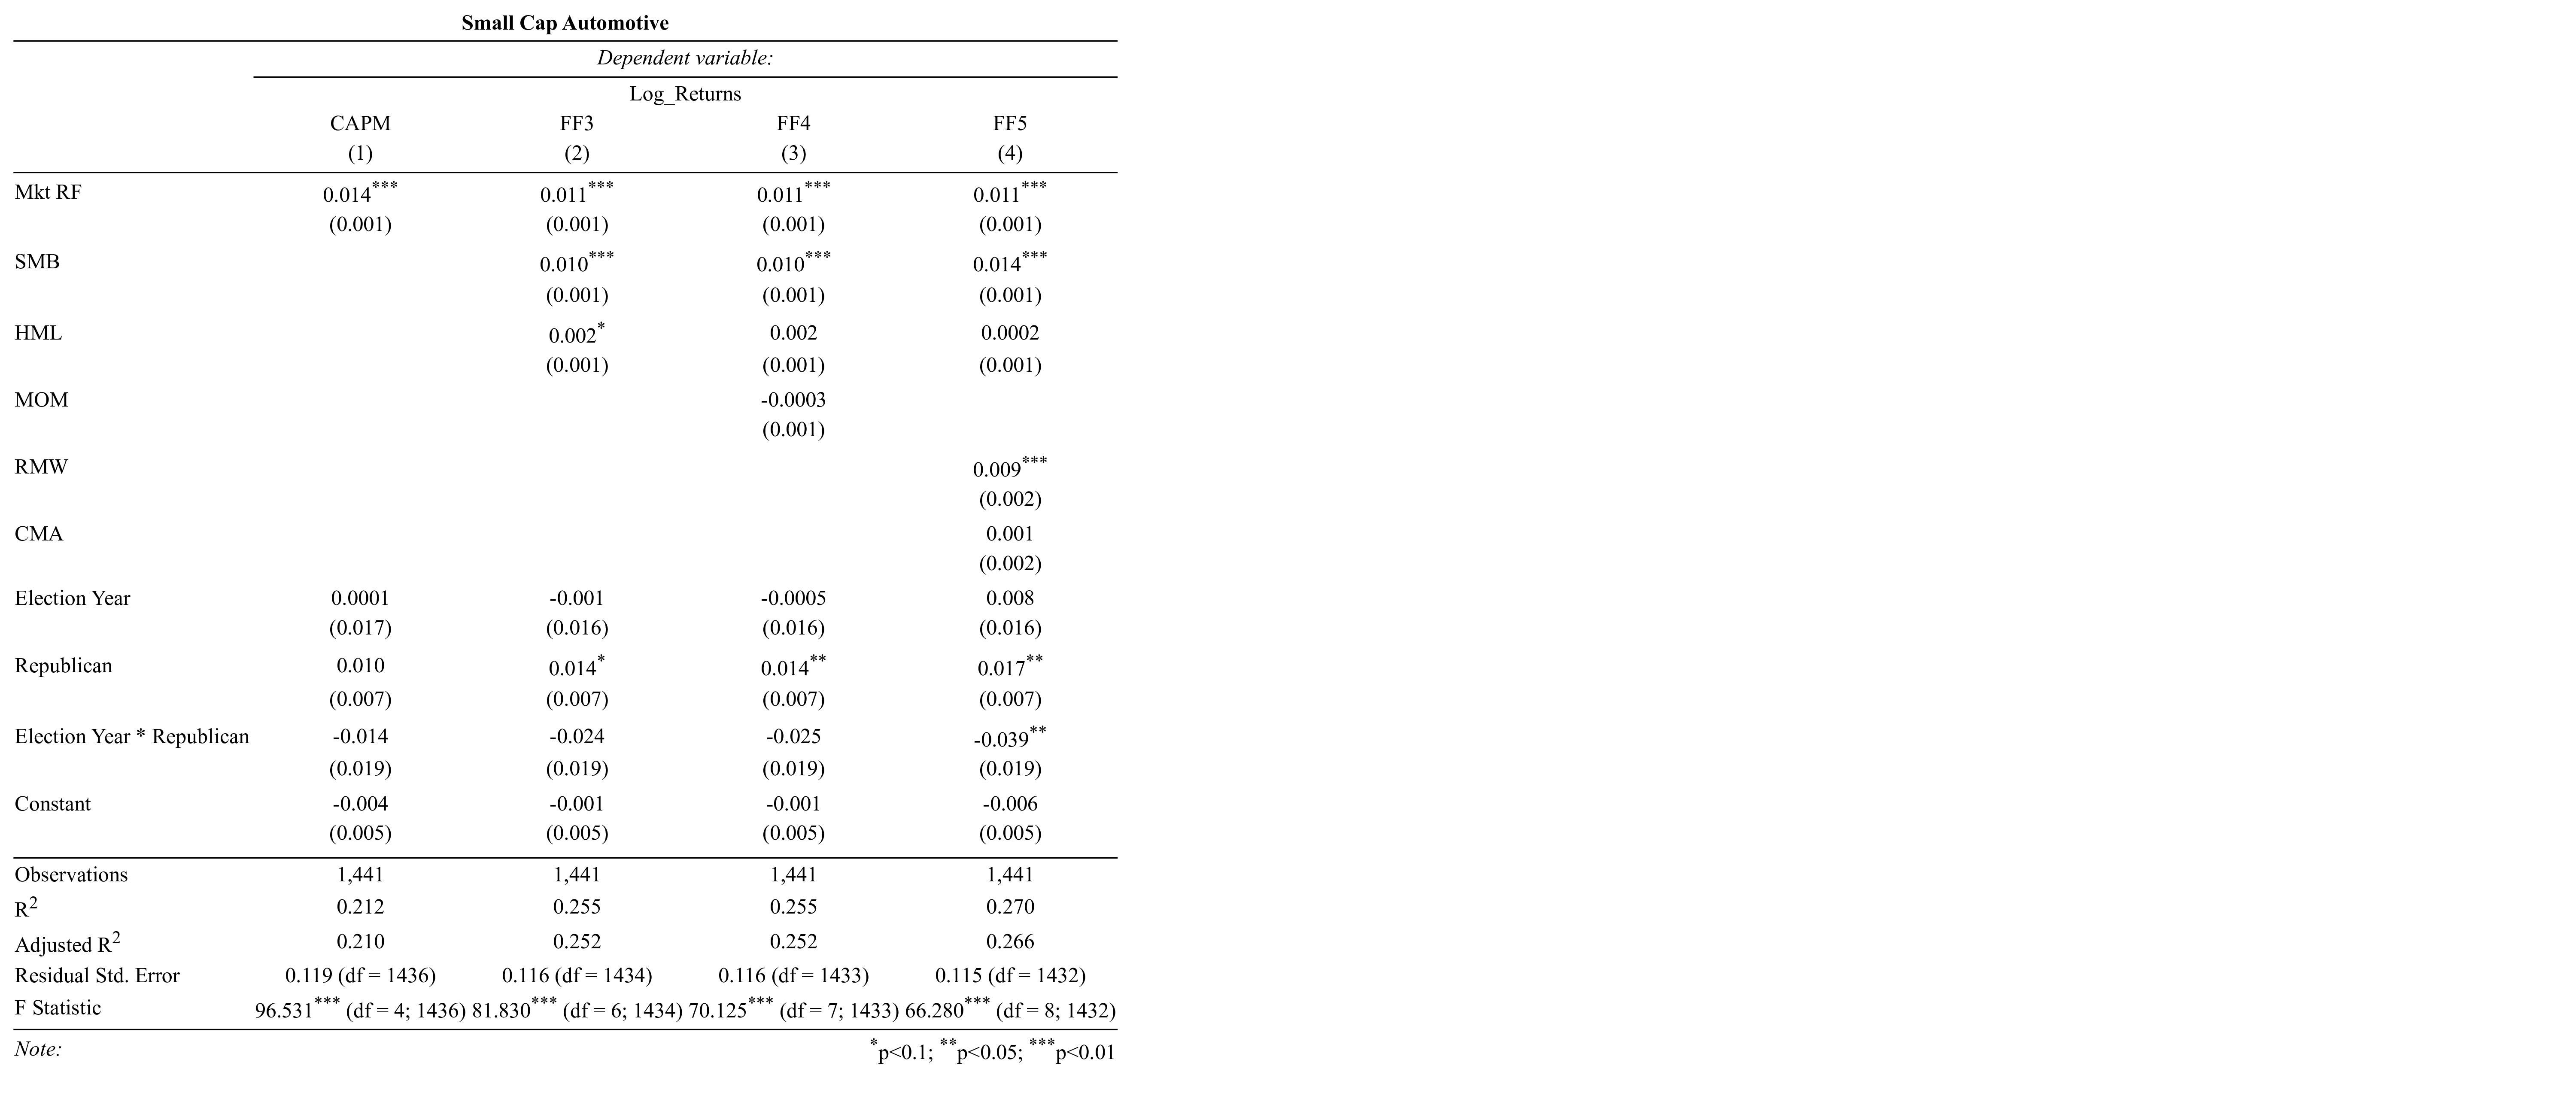 Small Cap Automotive
Dependent variable:
Log_Returns
CAPM FF3 FF4 FF5
(1) (2) (3) (4)
Mkt RF 0.014*** 0.011*** 0.011*** 0.011***
(0.001) (0.001) (0.001) (0.001)
SMB 0.010*** 0.010*** 0.014***
(0.001) (0.001) (0.001)
HML 0.002* 0.002 0.0002
(0.001) (0.001) (0.001)
MOM -0.0003
(0.001)
RMW 0.009***
(0.002)
CMA 0.001
(0.002)
Election Year 0.0001 -0.001 -0.0005 0.008
(0.017) (0.016) (0.016) (0.016)
Republican 0.010 0.014* 0.014** 0.017**
(0.007) (0.007) (0.007) (0.007)
Election Year * Republican -0.014 -0.024 -0.025 -0.039**
(0.019) (0.019) (0.019) (0.019)
Constant -0.004 -0.001 -0.001 -0.006
(0.005) (0.005) (0.005) (0.005)
Observations 1,441 1,441 1,441 1,441
R2 0.212 0.255 0.255 0.270
Adjusted R2 0.210 0.252 0.252 0.266
Residual Std. Error 0.119 (df = 1436) 0.116 (df = 1434) 0.116 (df = 1433) 0.115 (df = 1432)
F Statistic 96.531*** (df = 4; 1436) 81.830*** (df = 6; 1434) 70.125*** (df = 7; 1433) 66.280*** (df = 8; 1432)
Note: *p<0.1; **p<0.05; ***p<0.01